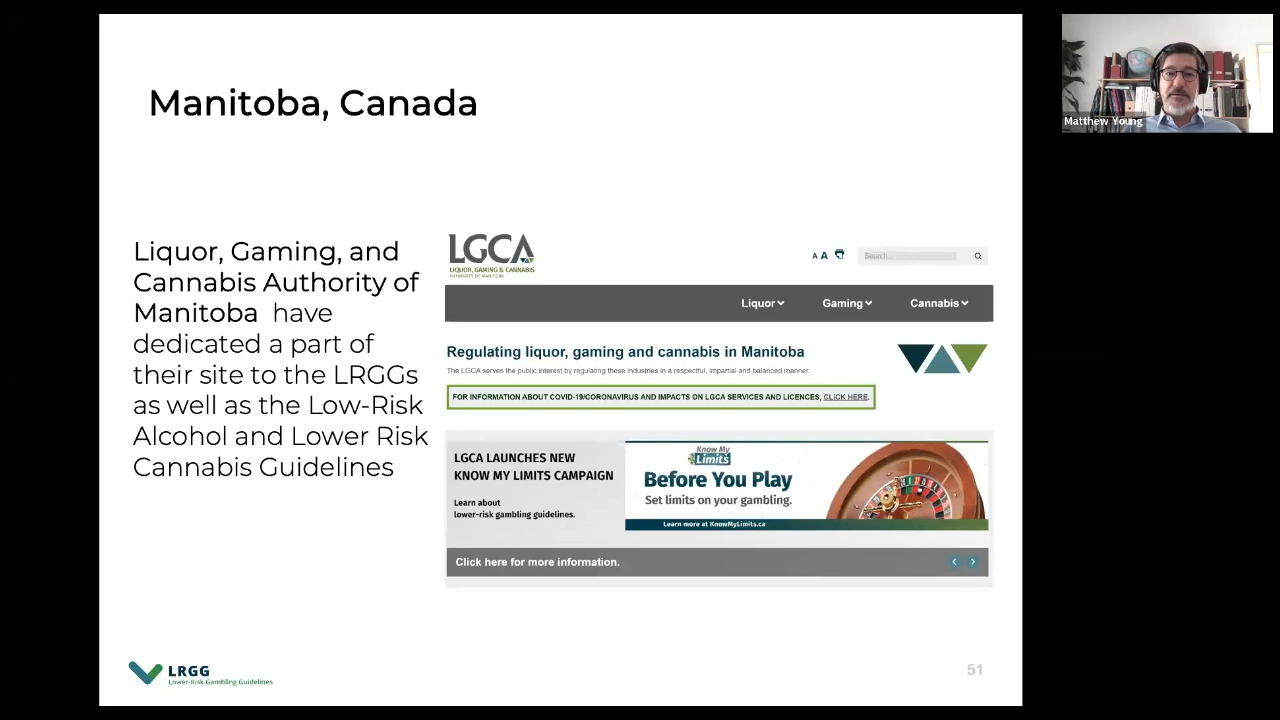 Manitoba, Canada
Matthew Young
Liquor, Gaming, and
Cannabis Authority of
Manitoba have
dedicated a part of
their site to the LRGGs
as well as the Low-Risk
Alcohol and Lower Risk
Cannabis Guidelines
LGCA
LIQUOR, GAMING & CANNABIS
AUTHORITY OF MANITOBA
A A
Search...
Liquor Gaming Cannabis
Regulating liquor, gaming and cannabis in Manitoba
The LGCA serves the public interest by regulating these industries in a respectful, impartial and balanced manner.
FOR INFORMATION ABOUT COVID-19/CORONAVIRUS AND IMPACTS ON LGCA SERVICES AND LICENCES, CLICK HERE.
LGCA LAUNCHES NEW
KNOW MY LIMITS CAMPAIGN
Learn about
lower-risk gambling guidelines.
Know My
Limits
Before You Play
Set limits on your gambling.
Learn more at KnowMyLimits.ca
Click here for more information.
LRGG
Lower-Risk Gambling Guidelines
51